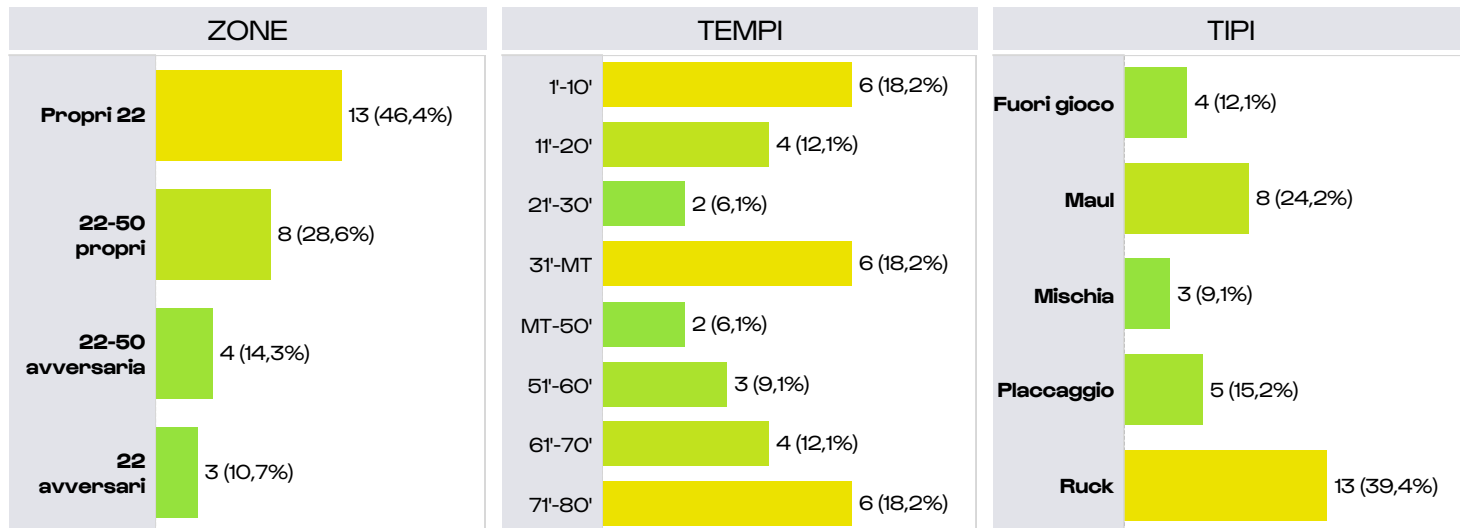 ZONE
Propri 22
13 (46,4%)
22-50
propri
8 (28,6%)
22-50
avversaria
4 (14,3%)
22
avversari
3 (10,7%)
TEMPI
1'-10'
6 (18,2%)
11'-20'
4 (12,1%)
21'-30'
2 (6,1%)
31'-MT
6 (18,2%)
MT-50'
2 (6,1%)
51'-60'
3 (9,1%)
61'-70'
4 (12,1%)
71'-80'
6 (18,2%)
TIPI
Fuori gioco
4 (12,1%)
Maul
8 (24,2%)
Mischia
3 (9,1%)
Placcaggio
5 (15,2%)
Ruck
13 (39,4%)